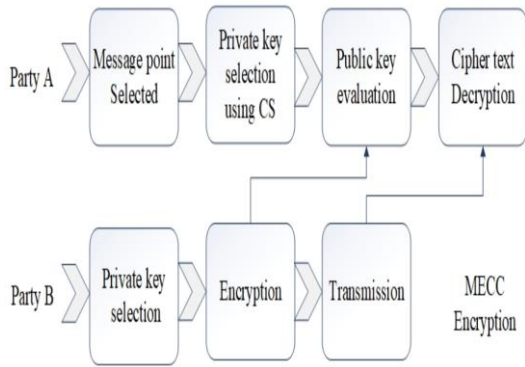 Party A
Message point
Selected
Private key
selection
using CS
Public key
evaluation
Cipher text
Decryption
Party B
Private key
selection
Encryption
Transmission
MECC
Encryption